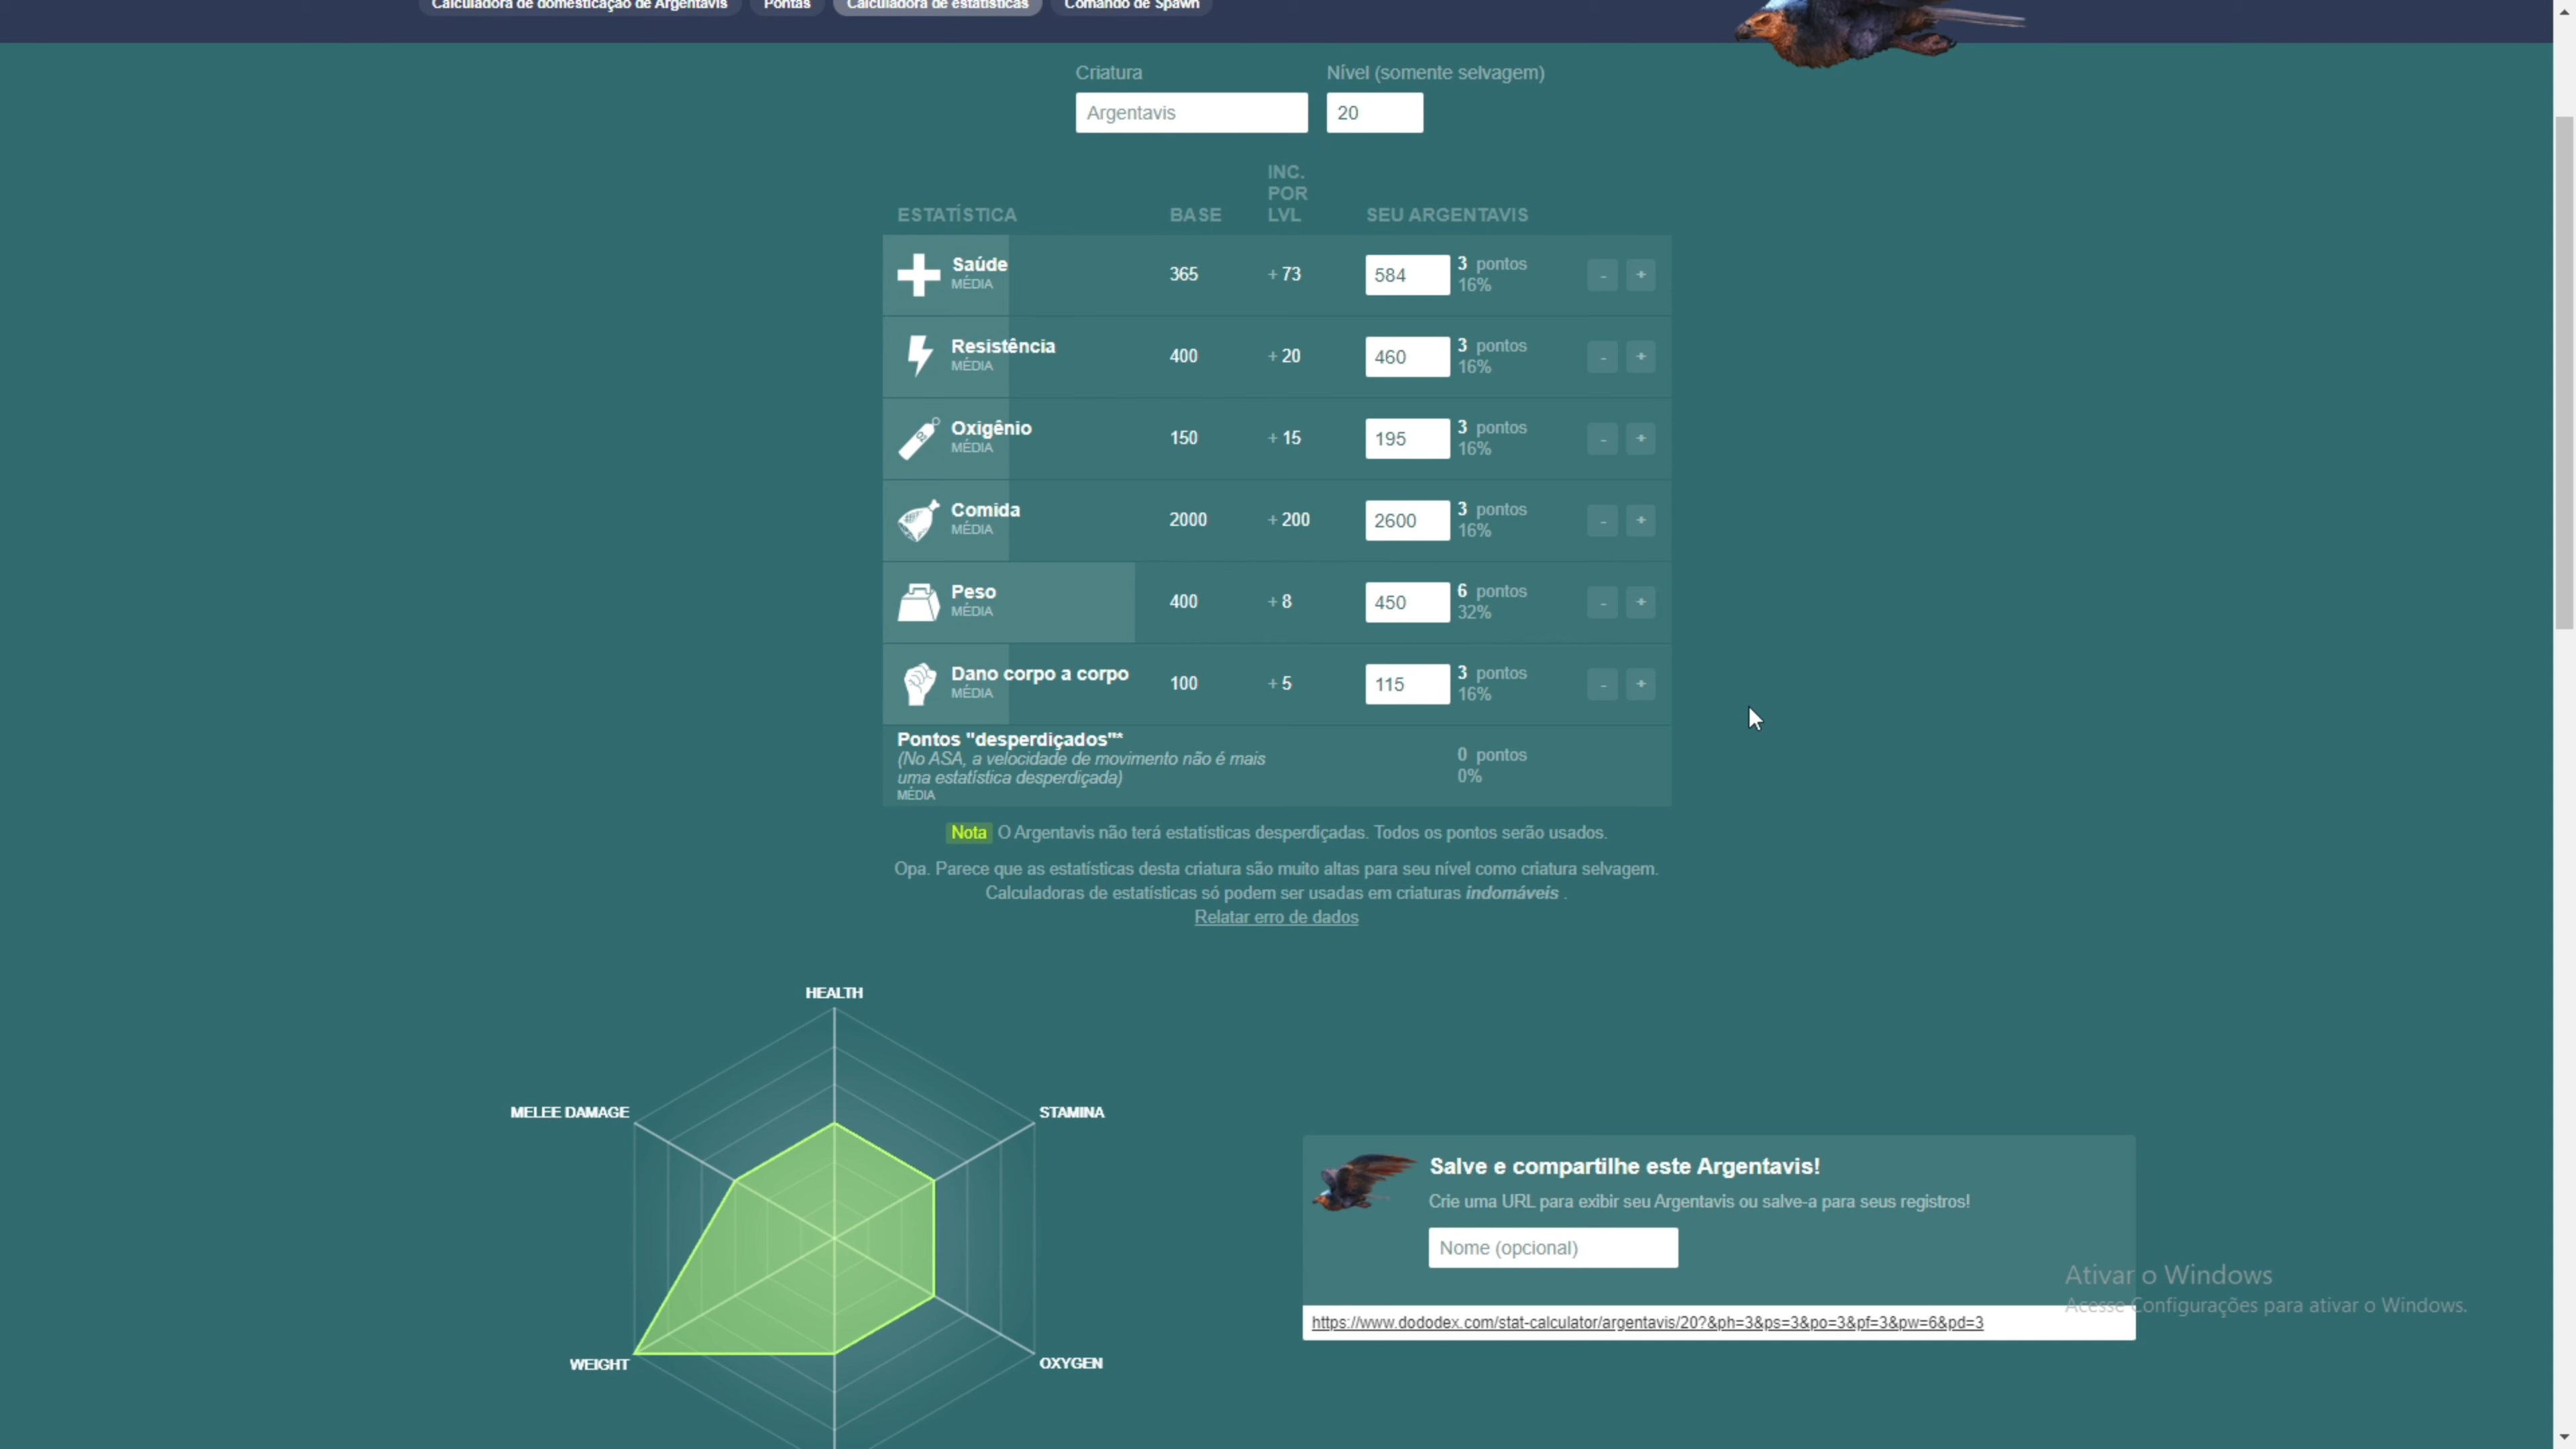 Calculadora de domesticação de Argentavis Pontas Calculadora de estatísticas Comando de Spawn
Criatura Nível (somente selvagem)
Argentavis 20
ESTATÍSTICA BASE INC. POR LVL SEU ARGENTAVIS
Saúde 365 + 73 584 3 pontos - +
MÉDIA 16%
Resistência 400 + 20 460 3 pontos - +
MÉDIA 16%
Oxigênio 150 + 15 195 3 pontos - +
MÉDIA 16%
Comida 2000 + 200 2600 3 pontos - +
MÉDIA 16%
Peso 400 + 8 450 6 pontos - +
MÉDIA 32%
Dano corpo a corpo 100 + 5 115 3 pontos - +
MÉDIA 16%
Pontos "desperdiçados"* 0 pontos
(No ASA, a velocidade de movimento não é mais
uma estatística desperdiçada) 0%
MÉDIA
Nota O Argentavis não terá estatísticas desperdiçadas. Todos os pontos serão usados.
Opa. Parece que as estatísticas desta criatura são muito altas para seu nível como criatura selvagem.
Calculadoras de estatísticas só podem ser usadas em criaturas indomáveis .
Relatar erro de dados
HEALTH
MELEE DAMAGE STAMINA
WEIGHT OXYGEN
Salve e compartilhe este Argentavis!
Crie uma URL para exibir seu Argentavis ou salve-a para seus registros!
Nome (opcional)
https://www.dododex.com/stat-calculator/argentavis/20?&ph=3&ps=3&po=3&pf=3&pw=6&pd=3
Ativar o Windows
Acesse Configurações para ativar o Windows.